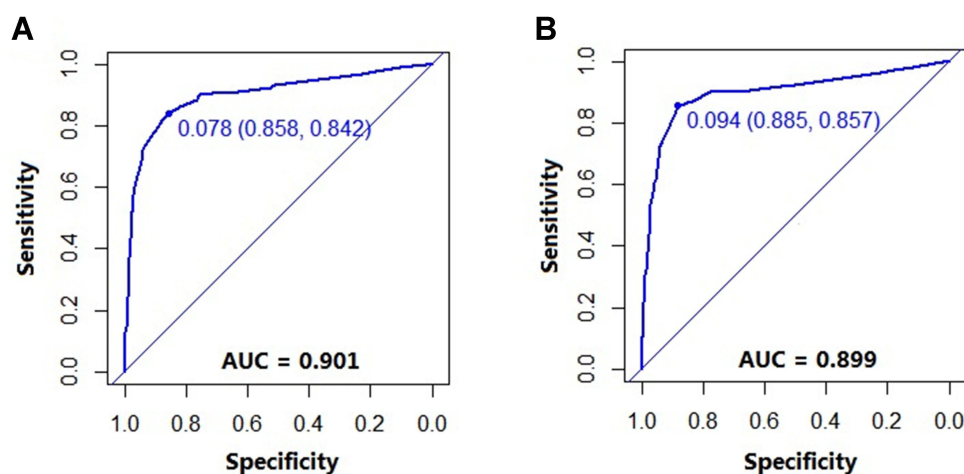 A
1.0
0.8
0.6
0.4
0.2
0.0
Sensitivity
0.078 (0.858, 0.842)
AUC = 0.901
1.0 0.8 0.6 0.4 0.2 0.0
Specificity
B
1.0
0.8
0.6
0.4
0.2
0.0
Sensitivity
0.094 (0.885, 0.857)
AUC = 0.899
1.0 0.8 0.6 0.4 0.2 0.0
Specificity